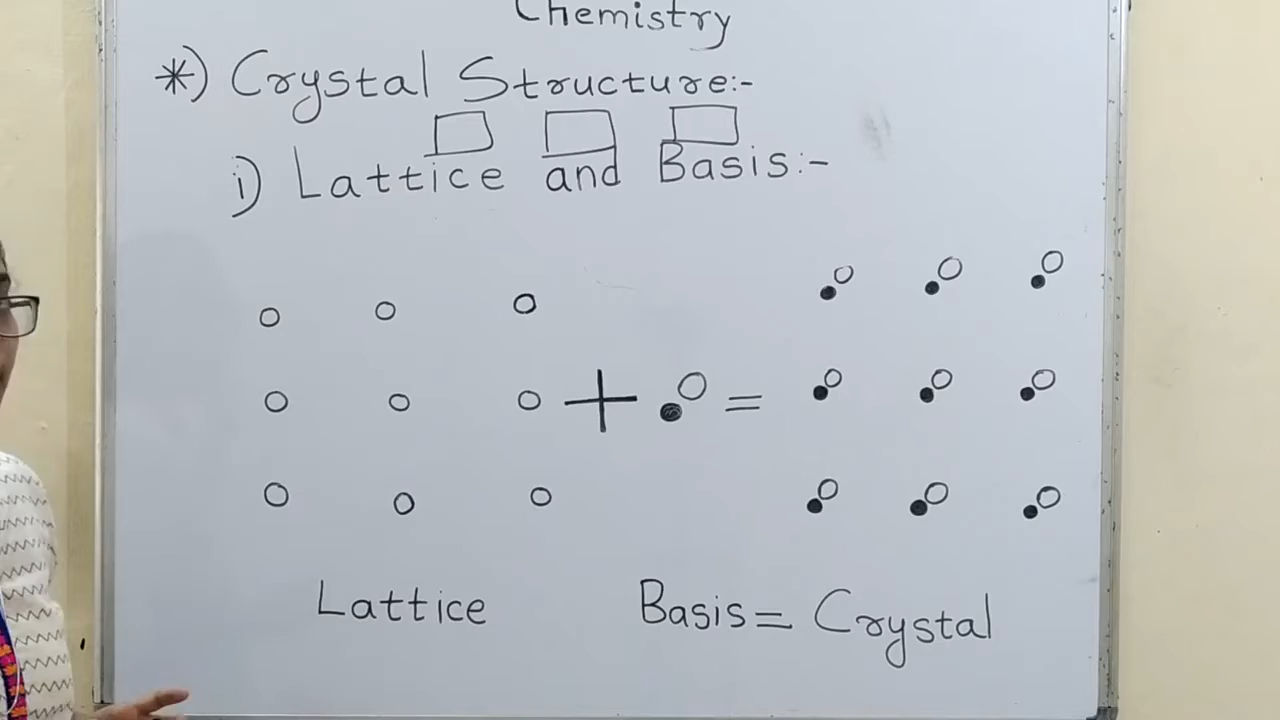 Chemistry
*) Crystal Structure:-
i) Lattice and Basis:-
+ =
Lattice Basis = Crystal